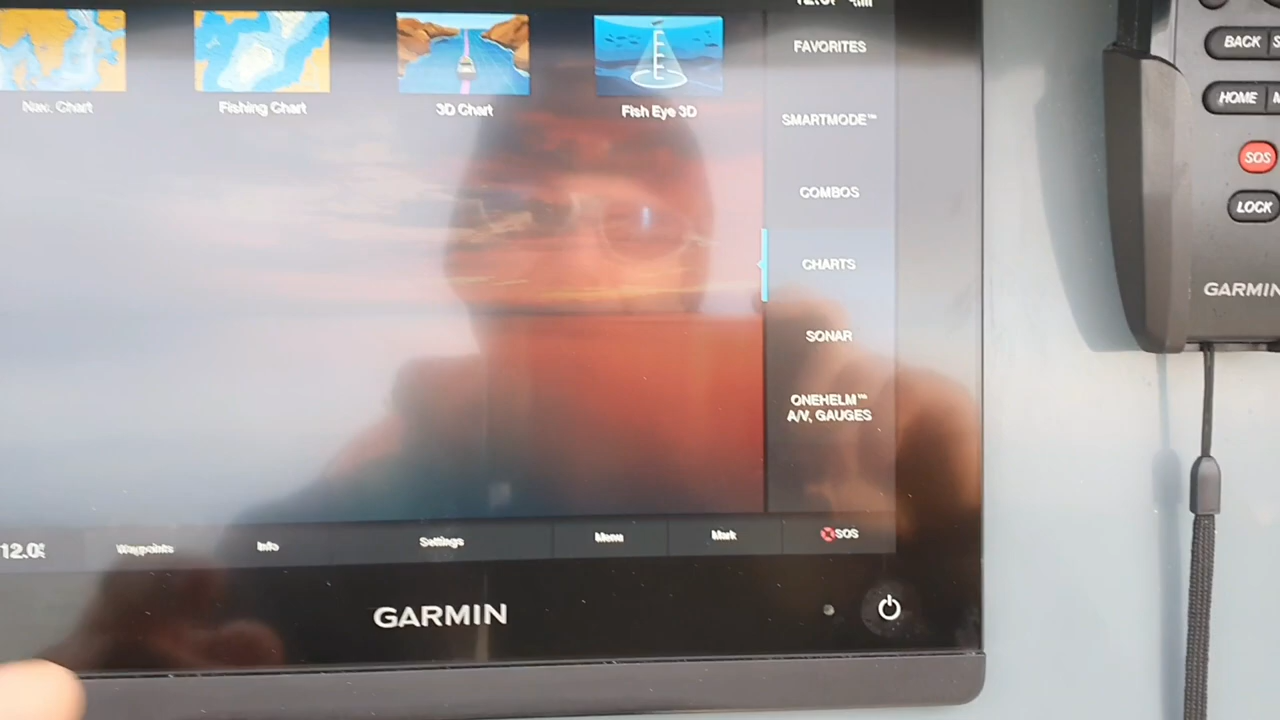 FAVORITES
BACK
Nav. Chart
Fishing Chart
3D Chart
Fish Eye 3D
HOME
SMARTMODE™
SOS
COMBOS
LOCK
CHARTS
GARMIN
SONAR
ONEHELM™
A/V, GAUGES
Waypoints
Info
Settings
Menu
Mark
SOS
GARMIN